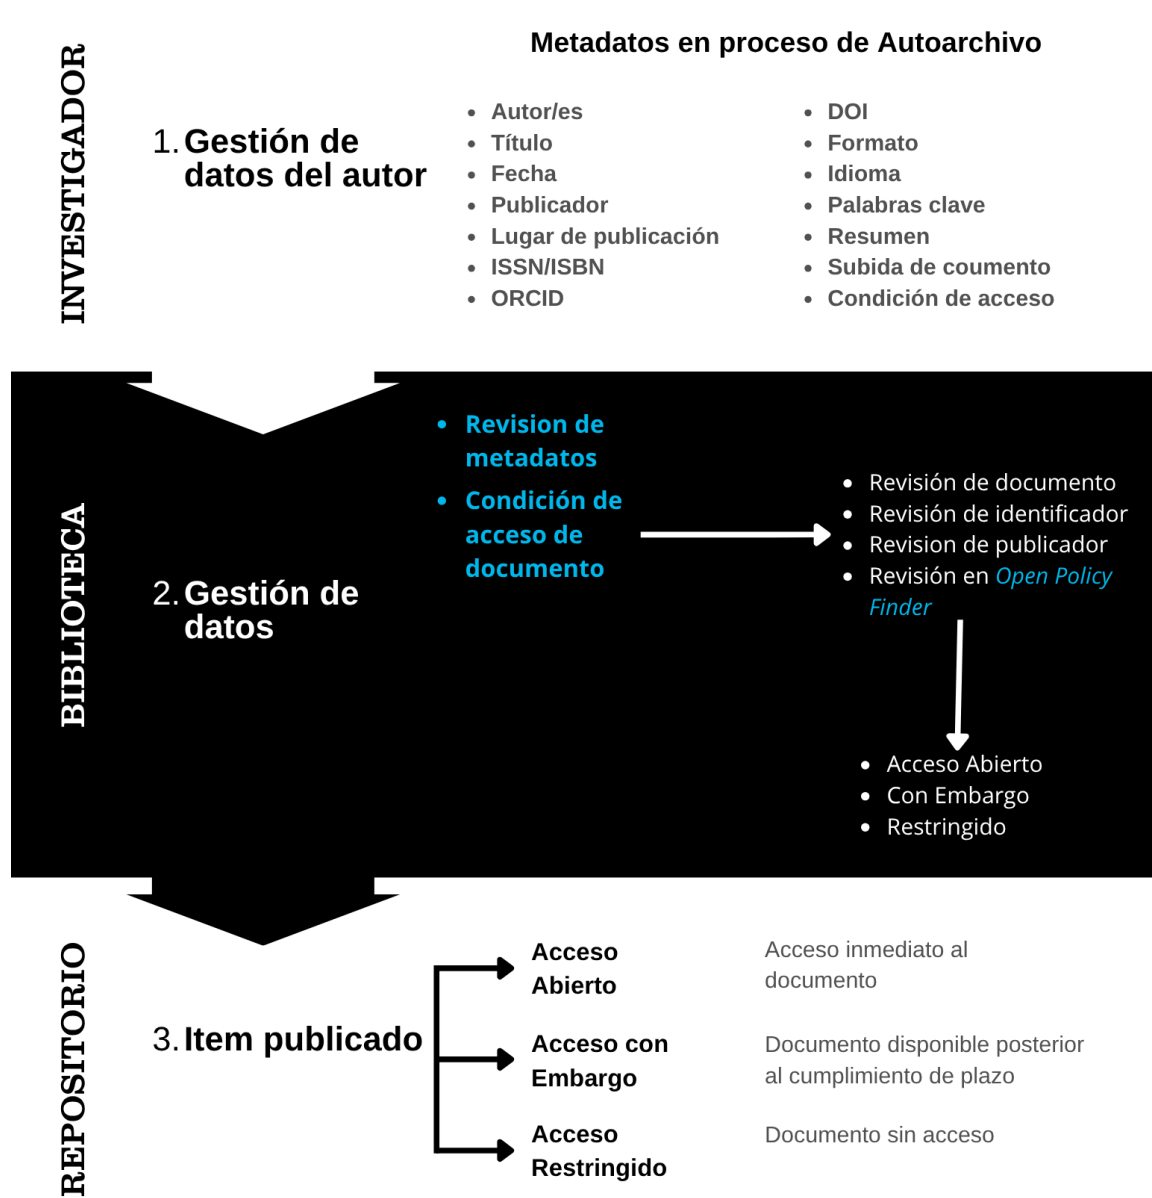 INVESTIGADOR
Metadatos en proceso de Autoarchivo
1. Gestión de
datos del autor
• Autor/es
• Título
• Fecha
• Publicador
• Lugar de publicación
• ISSN/ISBN
• ORCID
• DOI
• Formato
• Idioma
• Palabras clave
• Resumen
• Subida de coumento
• Condición de acceso
BIBLIOTECA
2. Gestión de
datos
• Revision de
metadatos
• Condición de
acceso de
documento
• Revisión de documento
• Revisión de identificador
• Revision de publicador
• Revisión en Open Policy
Finder
• Acceso Abierto
• Con Embargo
• Restringido
REPOSITORIO
3. Item publicado
Acceso
Abierto
Acceso inmediato al
documento
Acceso con
Embargo
Documento disponible posterior
al cumplimiento de plazo
Acceso
Restringido
Documento sin acceso